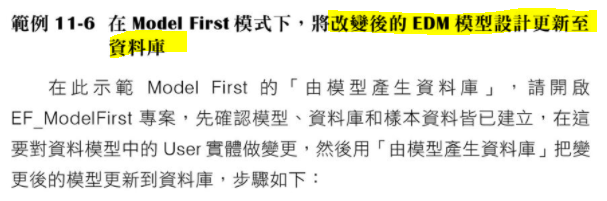 範例 11-6 在 Model First 模式下，將改變後的 EDM 模型設計更新至
資料庫
在此示範 Model First 的「由模型產生資料庫」，請開啟
EF_ModelFirst 專案，先確認模型、資料庫和樣本資料皆已建立，在這
要對資料模型中的 User 實體做變更，然後用「由模型產生資料庫」把變
更後的模型更新到資料庫，步驟如下：